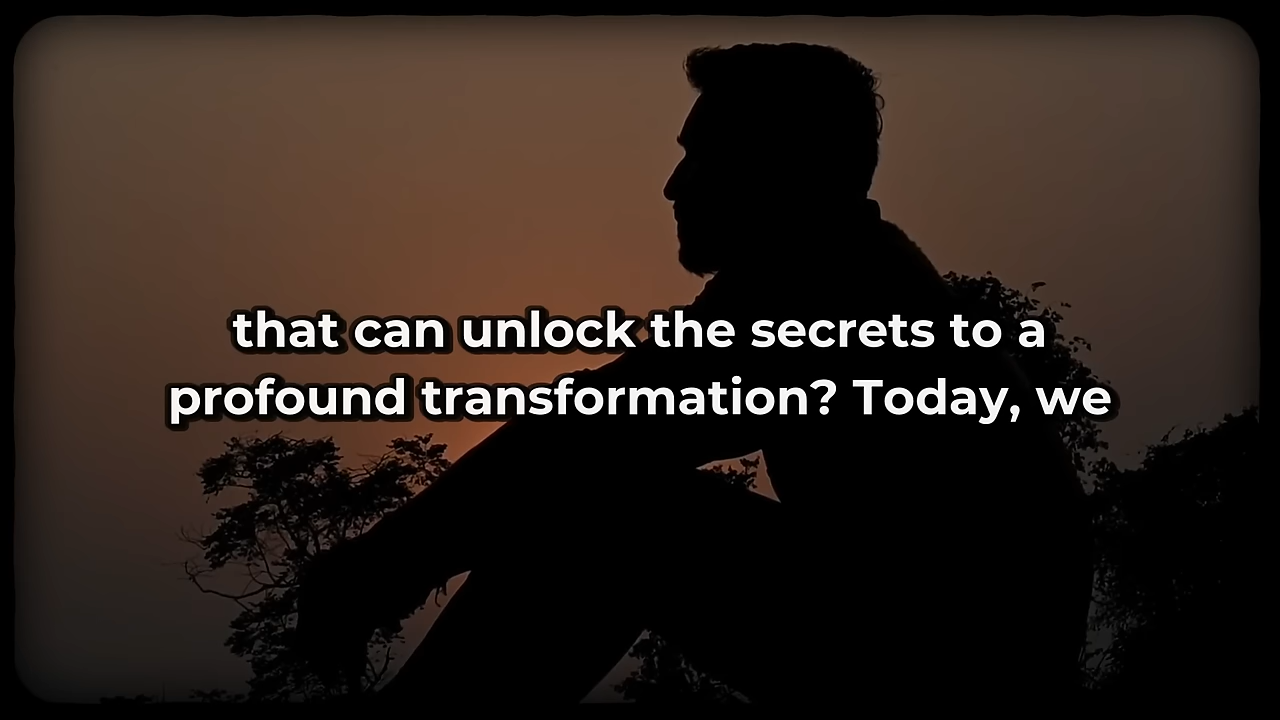 that can unlock the secrets to a
profound transformation? Today, we